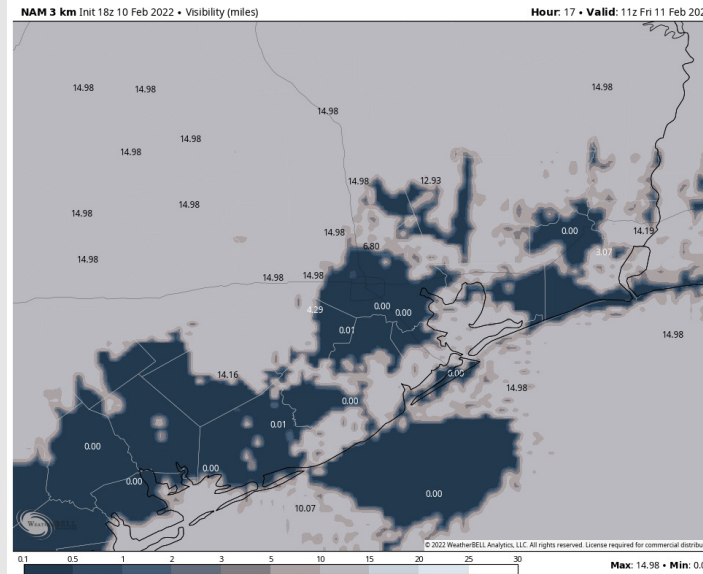 NAM 3 km Init 18z 10 Feb 2022 • Visibility (miles)
Hour: 17 • Valid: 11z Fri 11 Feb
14.98 14.98 14.98
14.98
14.98
14.98
14.98 12.93
14.98 14.98
14.98 0.00 14.19
6.80 3.07
14.98
14.98 14.98
4.29 0.00 0.00
0.01 14.98
14.16 0.00
14.98
0.00
0.01
0.00
0.00
0.00
0.00
10.07
© 2022 WeatherBELL Analytics, LLC. All rights reserved. License required for commercial
0.1 0.5 1 2 3 5 10 15 20 25 30
Max: 14.98 • Min: